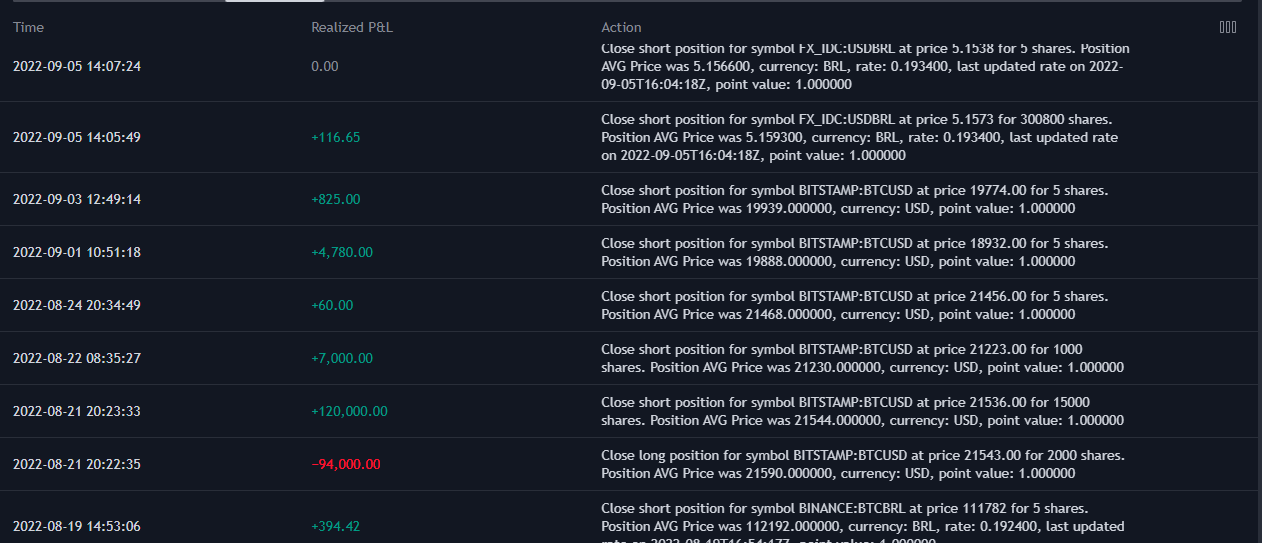 Time Realized P&L Action
Close short position for symbol FX_IDC:USDBRL at price 5.1538 for 5 shares. Position
2022-09-05 14:07:24 0.00 AVG Price was 5.156600, currency: BRL, rate: 0.193400, last updated rate on 2022-
09-05T16:04:18Z, point value: 1.000000
Close short position for symbol FX_IDC:USDBRL at price 5.1573 for 300800 shares.
2022-09-05 14:05:49 +116.65 Position AVG Price was 5.159300, currency: BRL, rate: 0.193400, last updated rate
on 2022-09-05T16:04:18Z, point value: 1.000000
2022-09-03 12:49:14 +825.00 Close short position for symbol BITSTAMP:BTCUSD at price 19774.00 for 5 shares.
Position AVG Price was 19939.000000, currency: USD, point value: 1.000000
2022-09-01 10:51:18 +4,780.00 Close short position for symbol BITSTAMP:BTCUSD at price 18932.00 for 5 shares.
Position AVG Price was 19888.000000, currency: USD, point value: 1.000000
2022-08-24 20:34:49 +60.00 Close short position for symbol BITSTAMP:BTCUSD at price 21456.00 for 5 shares.
Position AVG Price was 21468.000000, currency: USD, point value: 1.000000
2022-08-22 08:35:27 +7,000.00 Close short position for symbol BITSTAMP:BTCUSD at price 21223.00 for 1000
shares. Position AVG Price was 21230.000000, currency: USD, point value: 1.000000
2022-08-21 20:23:33 +120,000.00 Close short position for symbol BITSTAMP:BTCUSD at price 21536.00 for 15000
shares. Position AVG Price was 21544.000000, currency: USD, point value: 1.000000
2022-08-21 20:22:35 −94,000.00 Close long position for symbol BITSTAMP:BTCUSD at price 21543.00 for 2000 shares.
Position AVG Price was 21590.000000, currency: USD, point value: 1.000000
Close short position for symbol BINANCE:BTCBRL at price 111782 for 5 shares.
2022-08-19 14:53:06 +394.42 Position AVG Price was 112192.000000, currency: BRL, rate: 0.192400, last updated
rate on 2022-08-19T16:54:17Z, point value: 1.000000